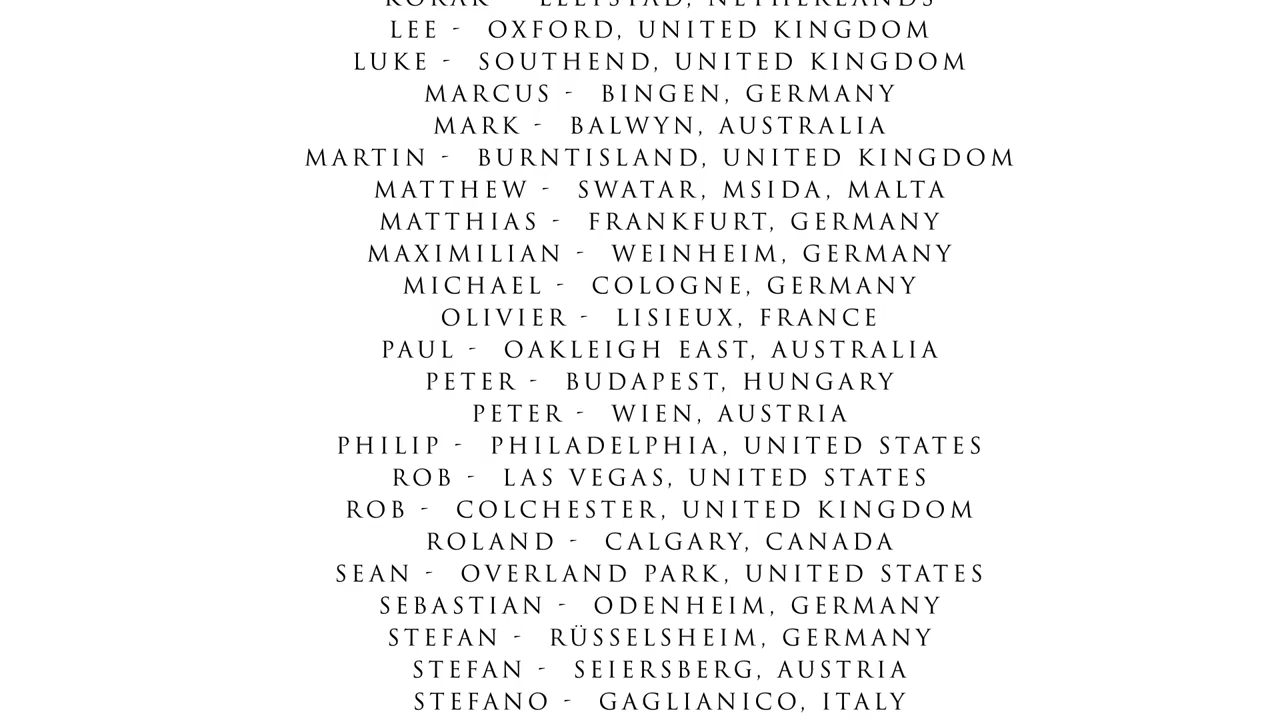 LELYSTAD, NETHERLANDS
LEE - OXFORD, UNITED KINGDOM
LUKE - SOUTHEND, UNITED KINGDOM
MARCUS - BINGEN, GERMANY
MARK - BALWYN, AUSTRALIA
MARTIN - BURNTISLAND, UNITED KINGDOM
MATTHEW - SWATAR, MSIDA, MALTA
MATTHIAS - FRANKFURT, GERMANY
MAXIMILIAN - WEINHEIM, GERMANY
MICHAEL - COLOGNE, GERMANY
OLIVIER - LISIEUX, FRANCE
PAUL - OAKLEIGH EAST, AUSTRALIA
PETER - BUDAPEST, HUNGARY
PETER - WIEN, AUSTRIA
PHILIP - PHILADELPHIA, UNITED STATES
ROB - LAS VEGAS, UNITED STATES
ROB - COLCHESTER, UNITED KINGDOM
ROLAND - CALGARY, CANADA
SEAN - OVERLAND PARK, UNITED STATES
SEBASTIAN - ODENHEIM, GERMANY
STEFAN - RÜSSELSHEIM, GERMANY
STEFAN - SEIERSBERG, AUSTRIA
STEFANO - GAGLIANICO, ITALY